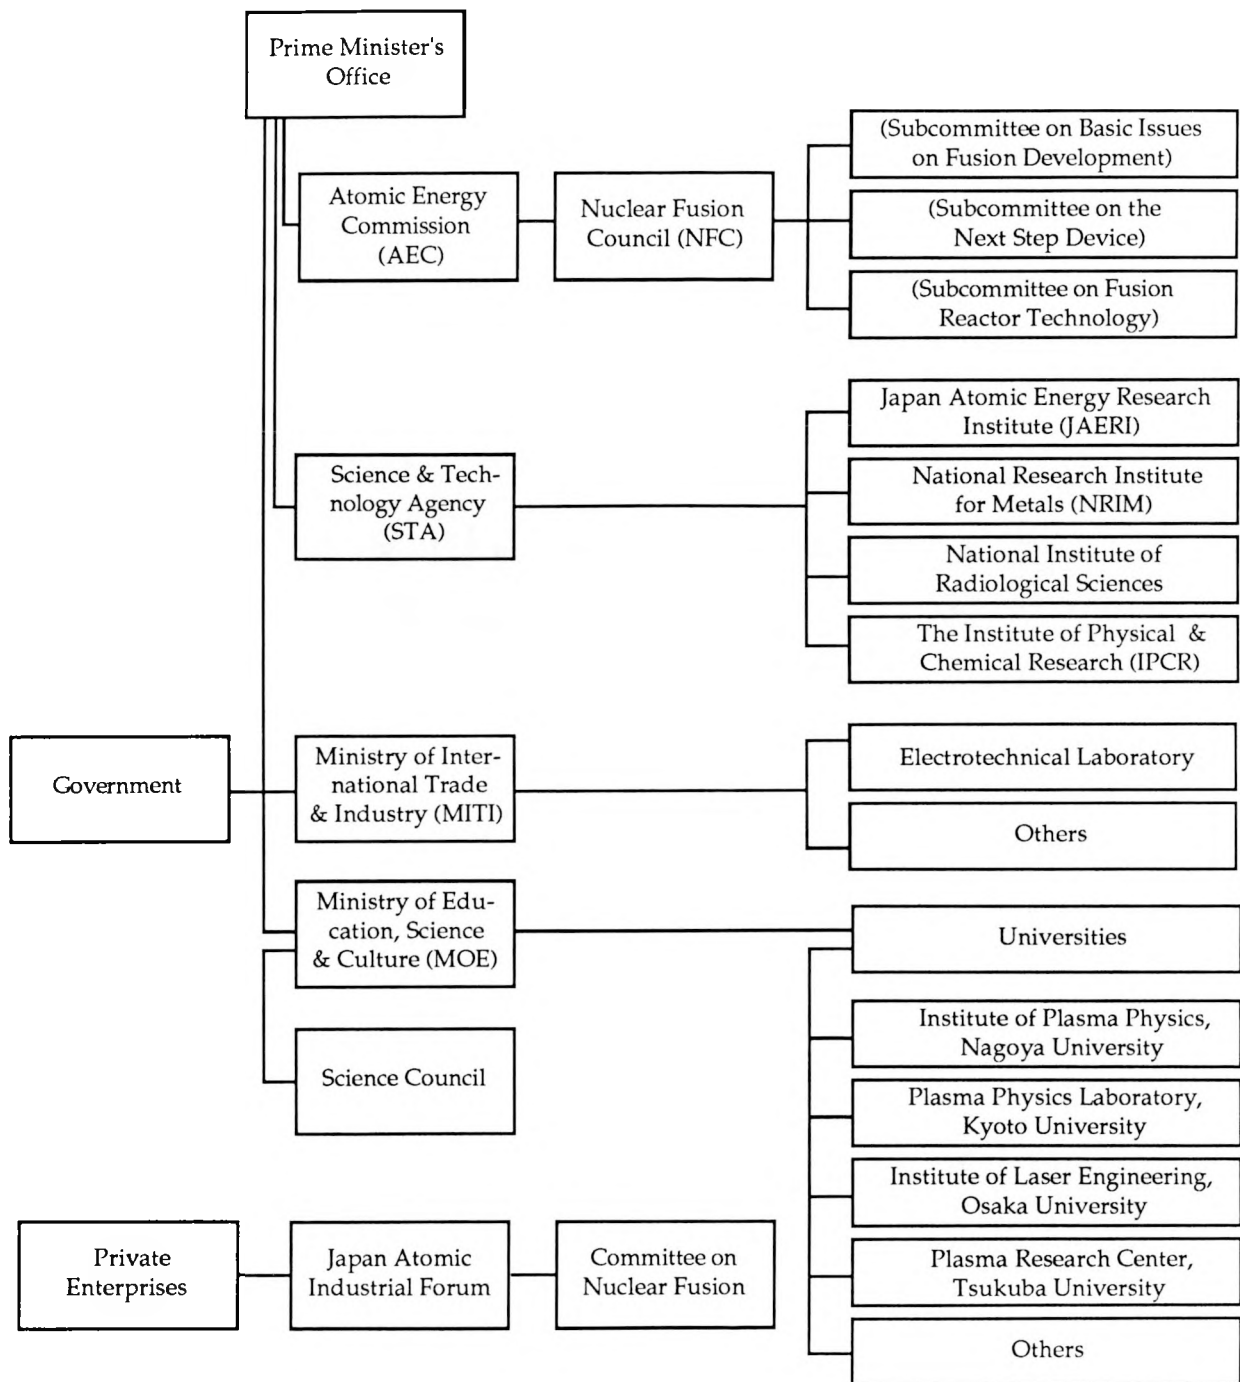 Prime Minister's
Office
Atomic Energy
Commission
(AEC)
Nuclear Fusion
Council (NFC)
(Subcommittee on Basic Issues
on Fusion Development)
(Subcommittee on the
Next Step Device)
(Subcommittee on Fusion
Reactor Technology)
Science & Tech-
nology Agency
(STA)
Japan Atomic Energy Research
Institute (JAERI)
National Research Institute
for Metals (NRIM)
National Institute of
Radiological Sciences
The Institute of Physical &
Chemical Research (IPCR)
Government
Ministry of Inter-
national Trade
& Industry (MITI)
Electrotechnical Laboratory
Others
Ministry of Edu-
cation, Science
& Culture (MOE)
Universities
Science Council
Institute of Plasma Physics,
Nagoya University
Plasma Physics Laboratory,
Kyoto University
Institute of Laser Engineering,
Osaka University
Plasma Research Center,
Tsukuba University
Others
Private
Enterprises
Japan Atomic
Industrial Forum
Committee on
Nuclear Fusion